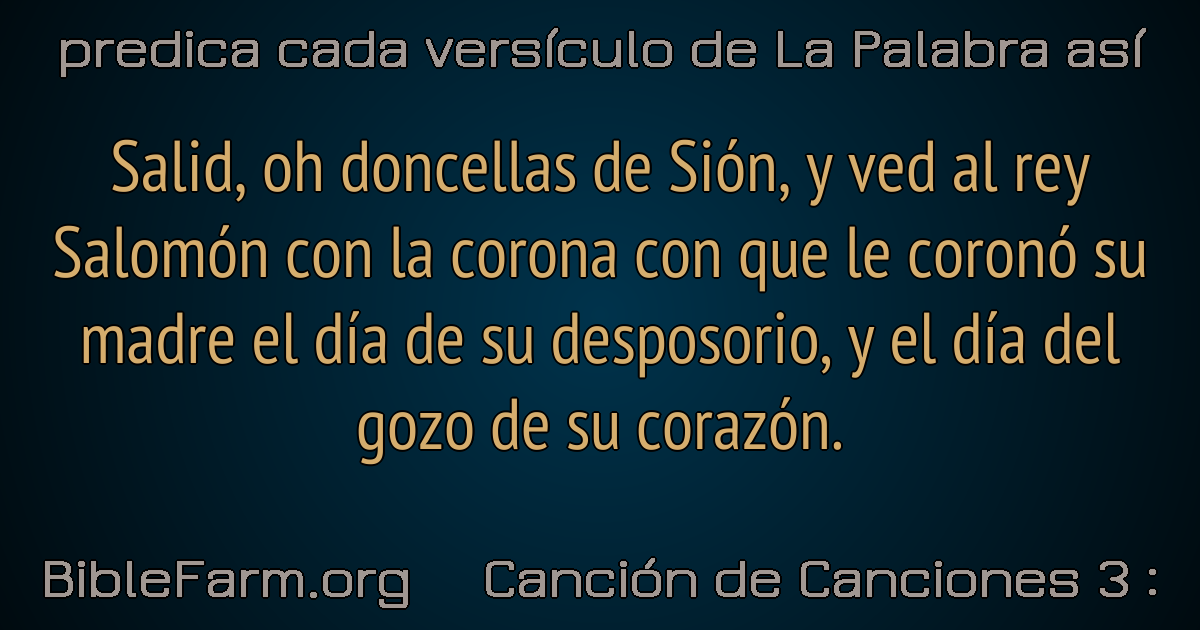 predica cada versículo de La Palabra así
Salid, oh doncellas de Sión, y ved al rey
Salomón con la corona con que le coronó su
madre el día de su desposorio, y el día del
gozo de su corazón.
BibleFarm.org Canción de Canciones 3 :